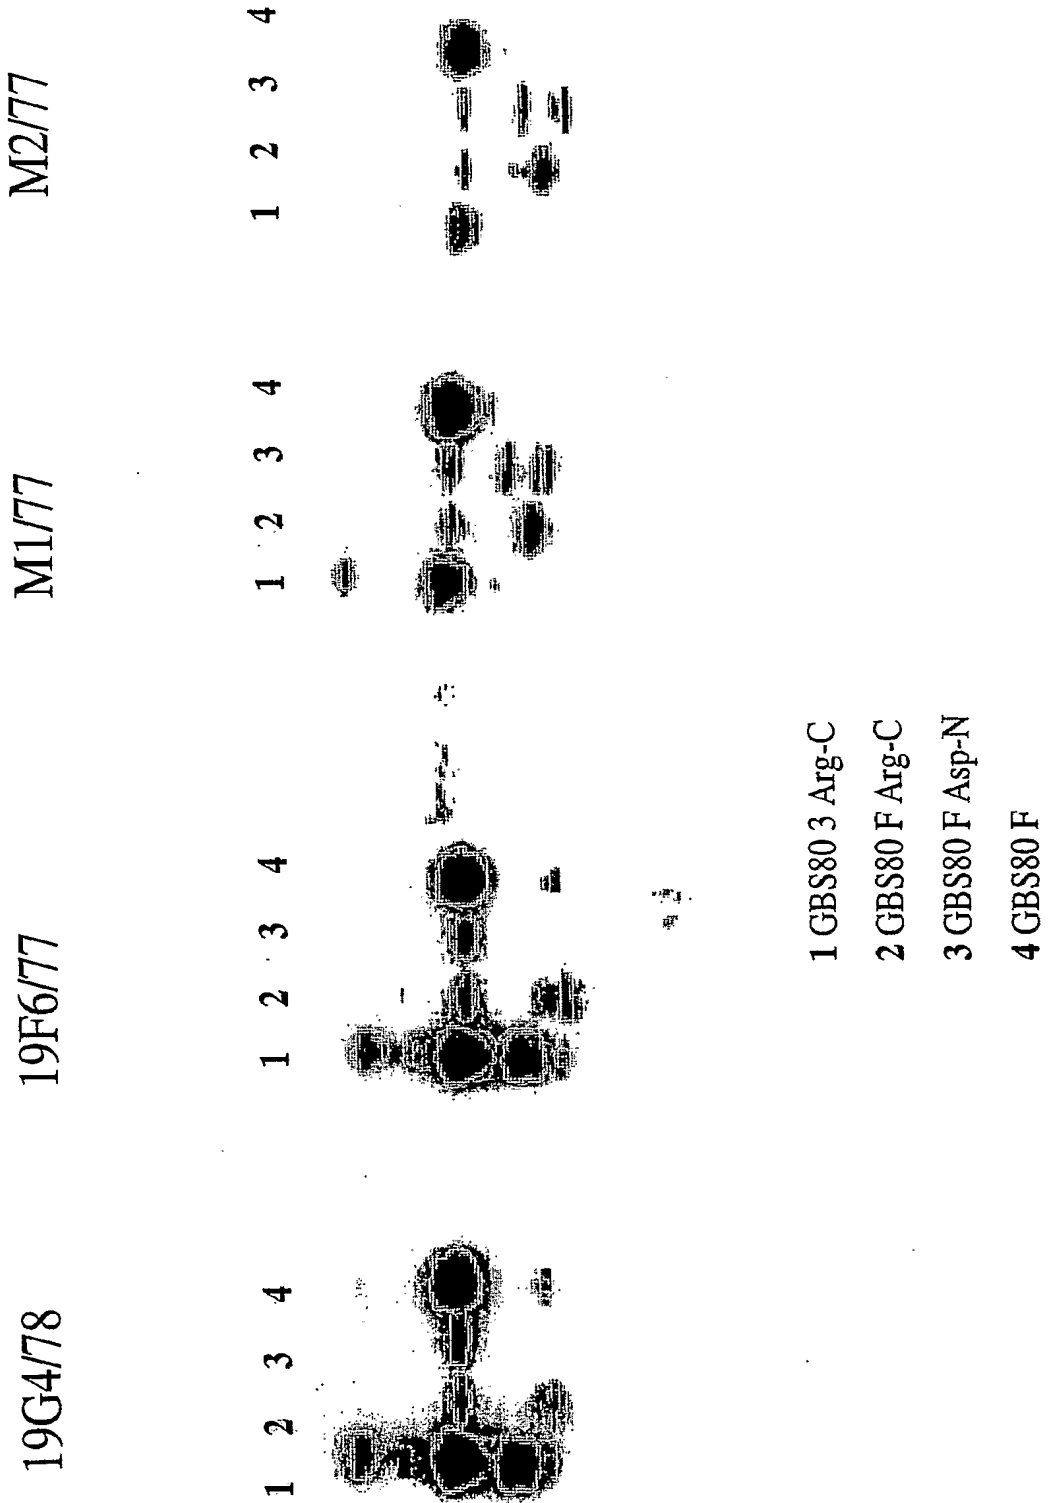 19G4/78 19F6/77 M1/77 M2/77
1 2 3 4 1 2 3 4 1 2 3 4 1 2 3 4
1 GBS80 3 Arg-C
2 GBS80 F Arg-C
3 GBS80 F Asp-N
4 GBS80 F